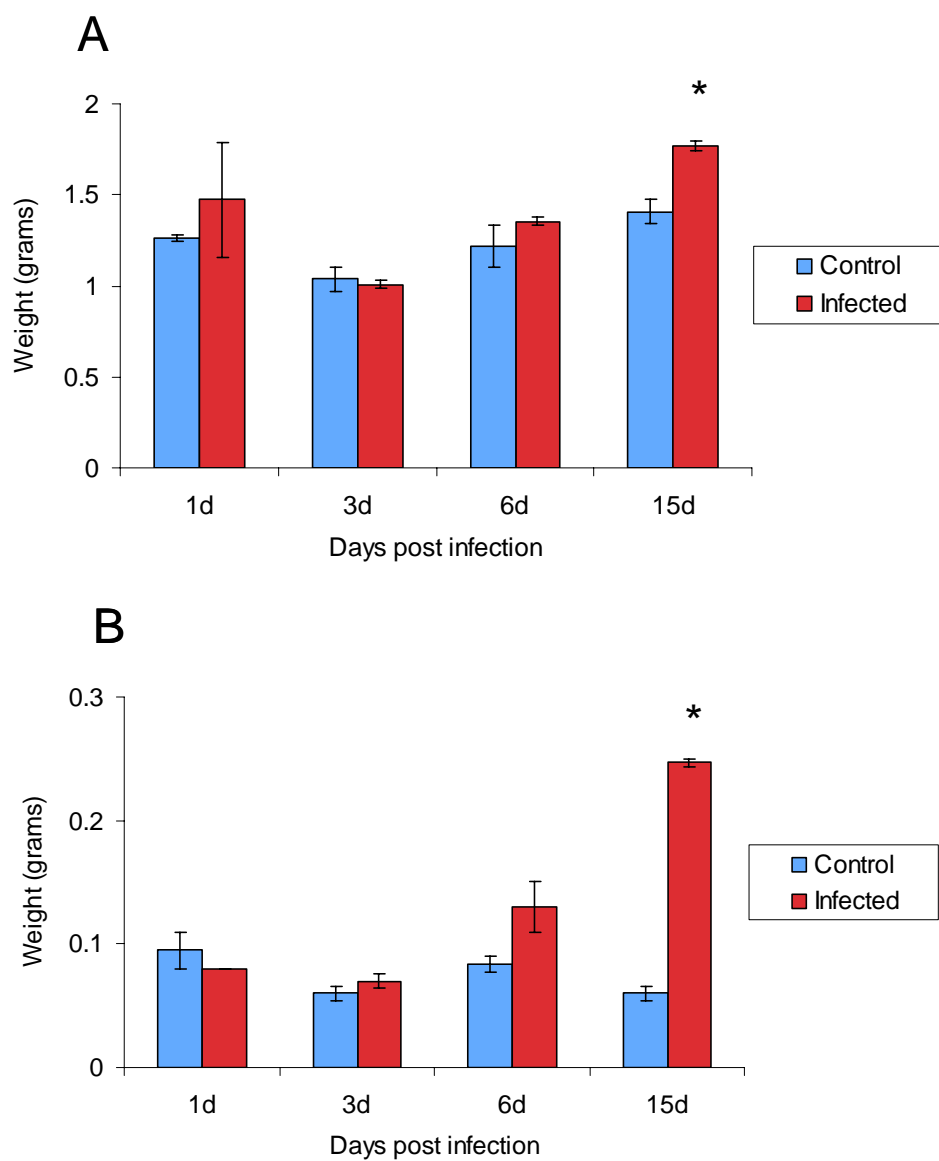 A
*
2
1.5
1
0.5
0
Weight (grams)
1d 3d 6d 15d
Days post infection
Control
Infected
B
*
0.3
0.2
0.1
0
Weight (grams)
1d 3d 6d 15d
Days post infection
Control
Infected